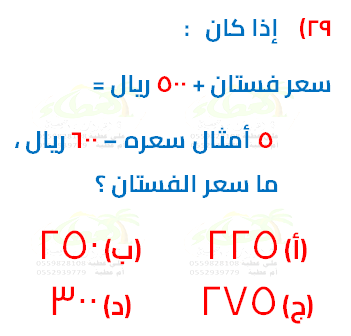 ٢٩) إذا كان :
سعر فستان + ٥٠٠ ريال =
٥ أمثال سعره – ٦٠٠ ريال ،
ما سعر الفستان ؟
(أ) ٢٢٥ (ب) ٢٥٠
(ج) ٢٧٥ (د) ٣٠٠